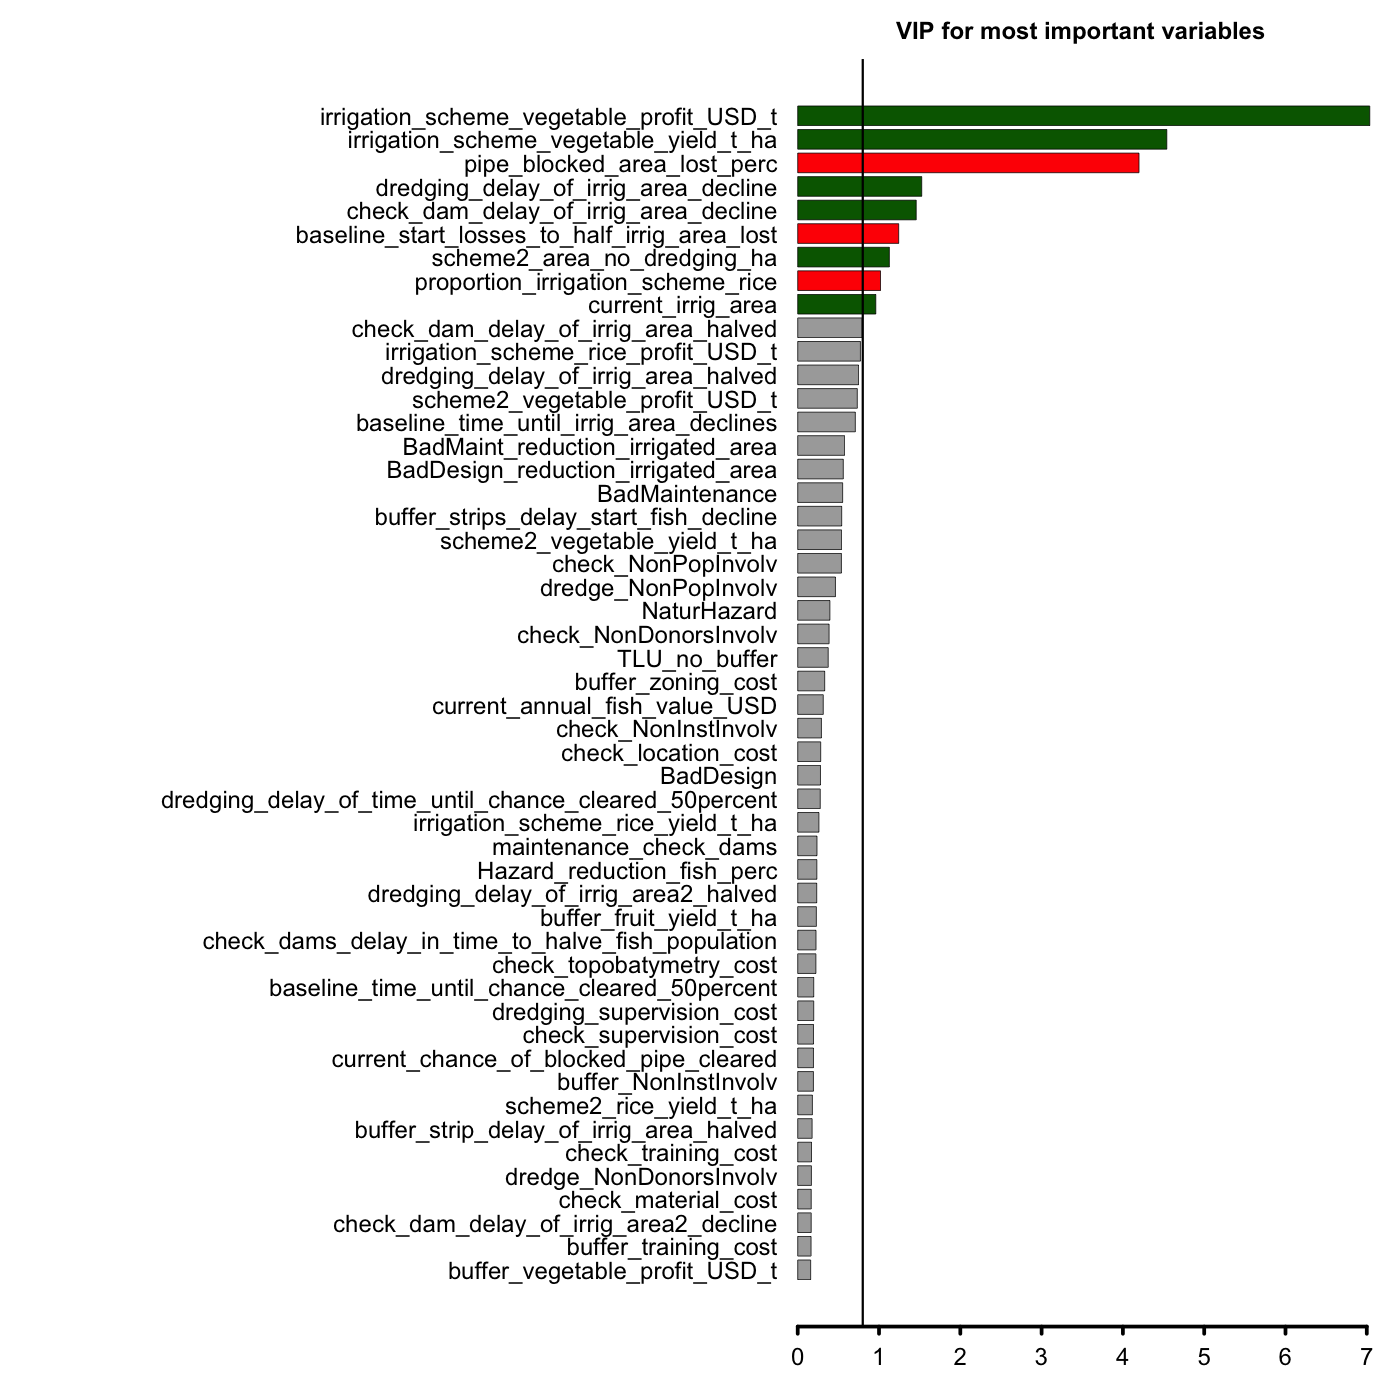 VIP for most important variables
irrigation_scheme_vegetable_profit_USD_t
irrigation_scheme_vegetable_yield_t_ha
pipe_blocked_area_lost_perc
dredging_delay_of_irrig_area_decline
check_dam_delay_of_irrig_area_decline
baseline_start_losses_to_half_irrig_area_lost
scheme2_area_no_dredging_ha
proportion_irrigation_scheme_rice
current_irrig_area
check_dam_delay_of_irrig_area_halved
irrigation_scheme_rice_profit_USD_t
dredging_delay_of_irrig_area_halved
scheme2_vegetable_profit_USD_t
baseline_time_until_irrig_area_declines
BadMaint_reduction_irrigated_area
BadDesign_reduction_irrigated_area
BadMaintenance
buffer_strips_delay_start_fish_decline
scheme2_vegetable_yield_t_ha
check_NonPopInvolv
dredge_NonPopInvolv
NaturHazard
check_NonDonorsInvolv
TLU_no_buffer
buffer_zoning_cost
current_annual_fish_value_USD
check_NonInstInvolv
check_location_cost
BadDesign
dredging_delay_of_time_until_chance_cleared_50percent
irrigation_scheme_rice_yield_t_ha
maintenance_check_dams
Hazard_reduction_fish_perc
dredging_delay_of_irrig_area2_halved
buffer_fruit_yield_t_ha
check_dams_delay_in_time_to_halve_fish_population
check_topobatymetry_cost
baseline_time_until_chance_cleared_50percent
dredging_supervision_cost
check_supervision_cost
current_chance_of_blocked_pipe_cleared
buffer_NonInstInvolv
scheme2_rice_yield_t_ha
buffer_strip_delay_of_irrig_area_halved
check_training_cost
dredge_NonDonorsInvolv
check_material_cost
check_dam_delay_of_irrig_area2_decline
buffer_training_cost
buffer_vegetable_profit_USD_t
0 1 2 3 4 5 6 7